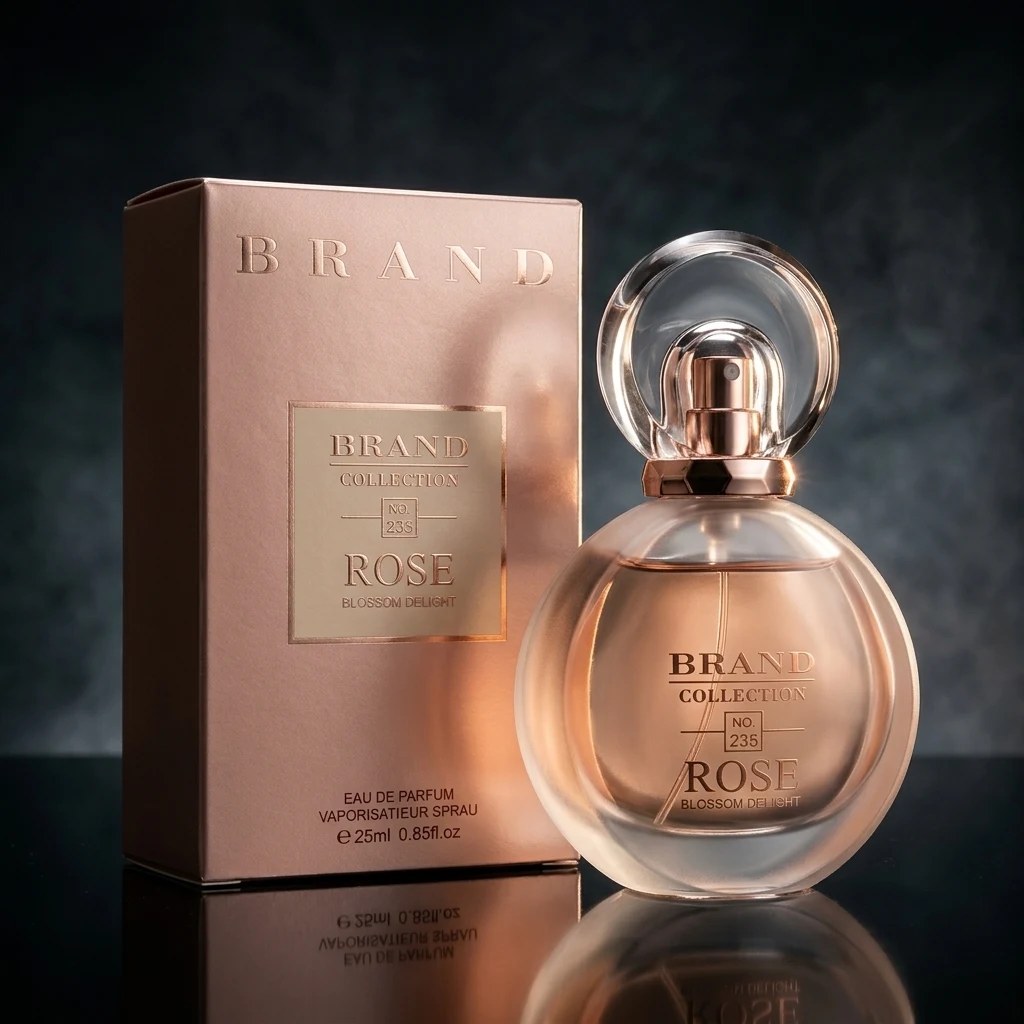 BRAND
BRAND
COLLECTION
NO.
23S
ROSE
BLOSSOM DELIGHT
EAU DE PARFUM
VAPORISATIEUR SPRAU
℮ 25ml 0.85fl.oz
BRAND
COLLECTION
NO.
235
ROSE
BLOSSOM DELIGHT